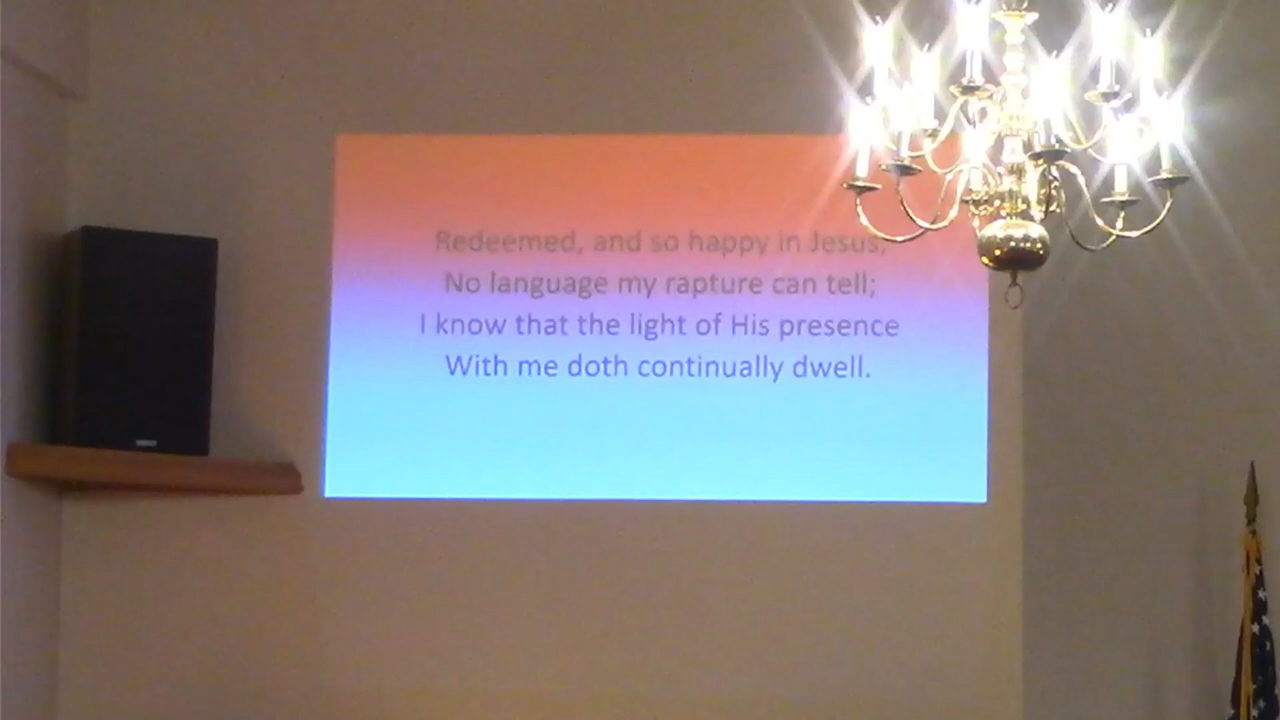 Redeemed, and so happy in Jesus,
No language my rapture can tell;
I know that the light of His presence
With me doth continually dwell.